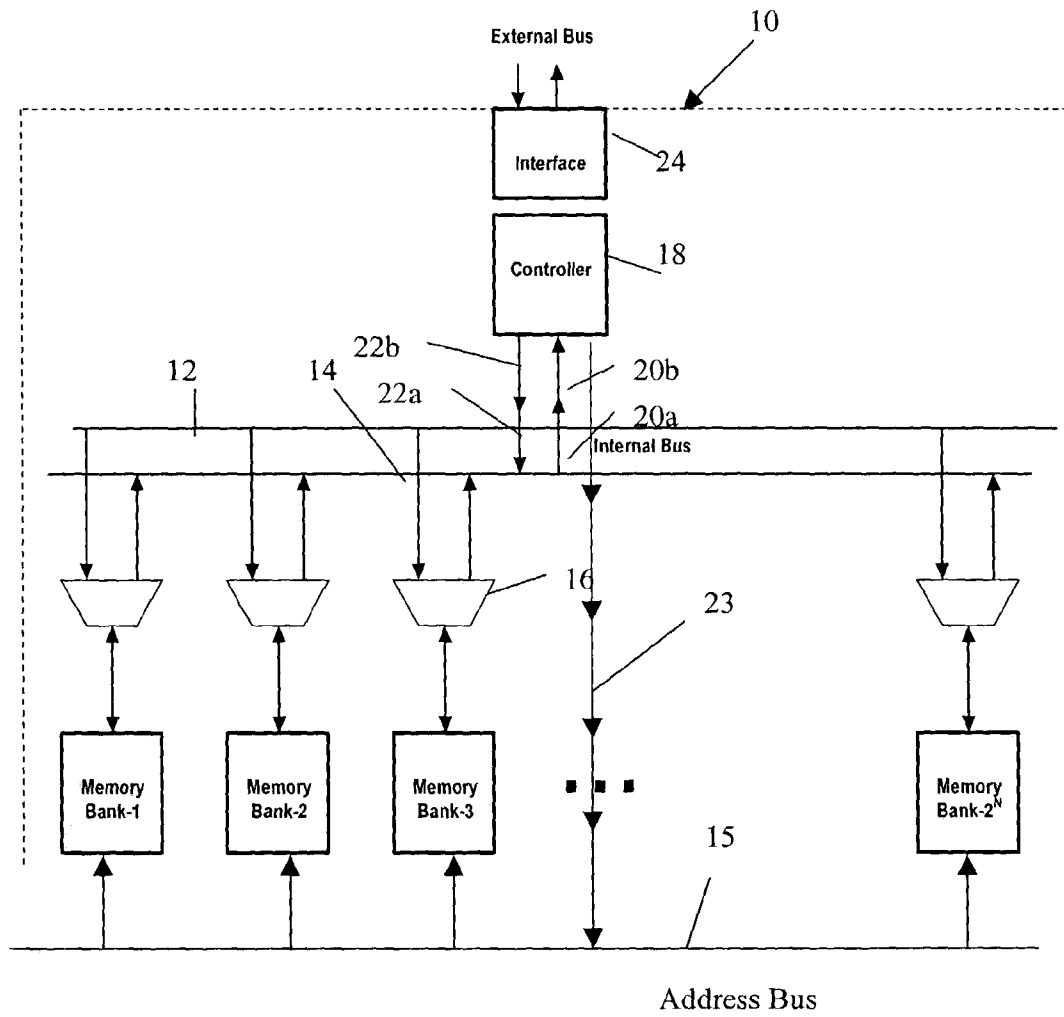 External Bus
10
Interface
24
Controller
18
22b
20b
12
14
22a
20a
Internal Bus
16
23
Memory
Bank-1
Memory
Bank-2
Memory
Bank-3
Memory
Bank-2^N
15
Address Bus